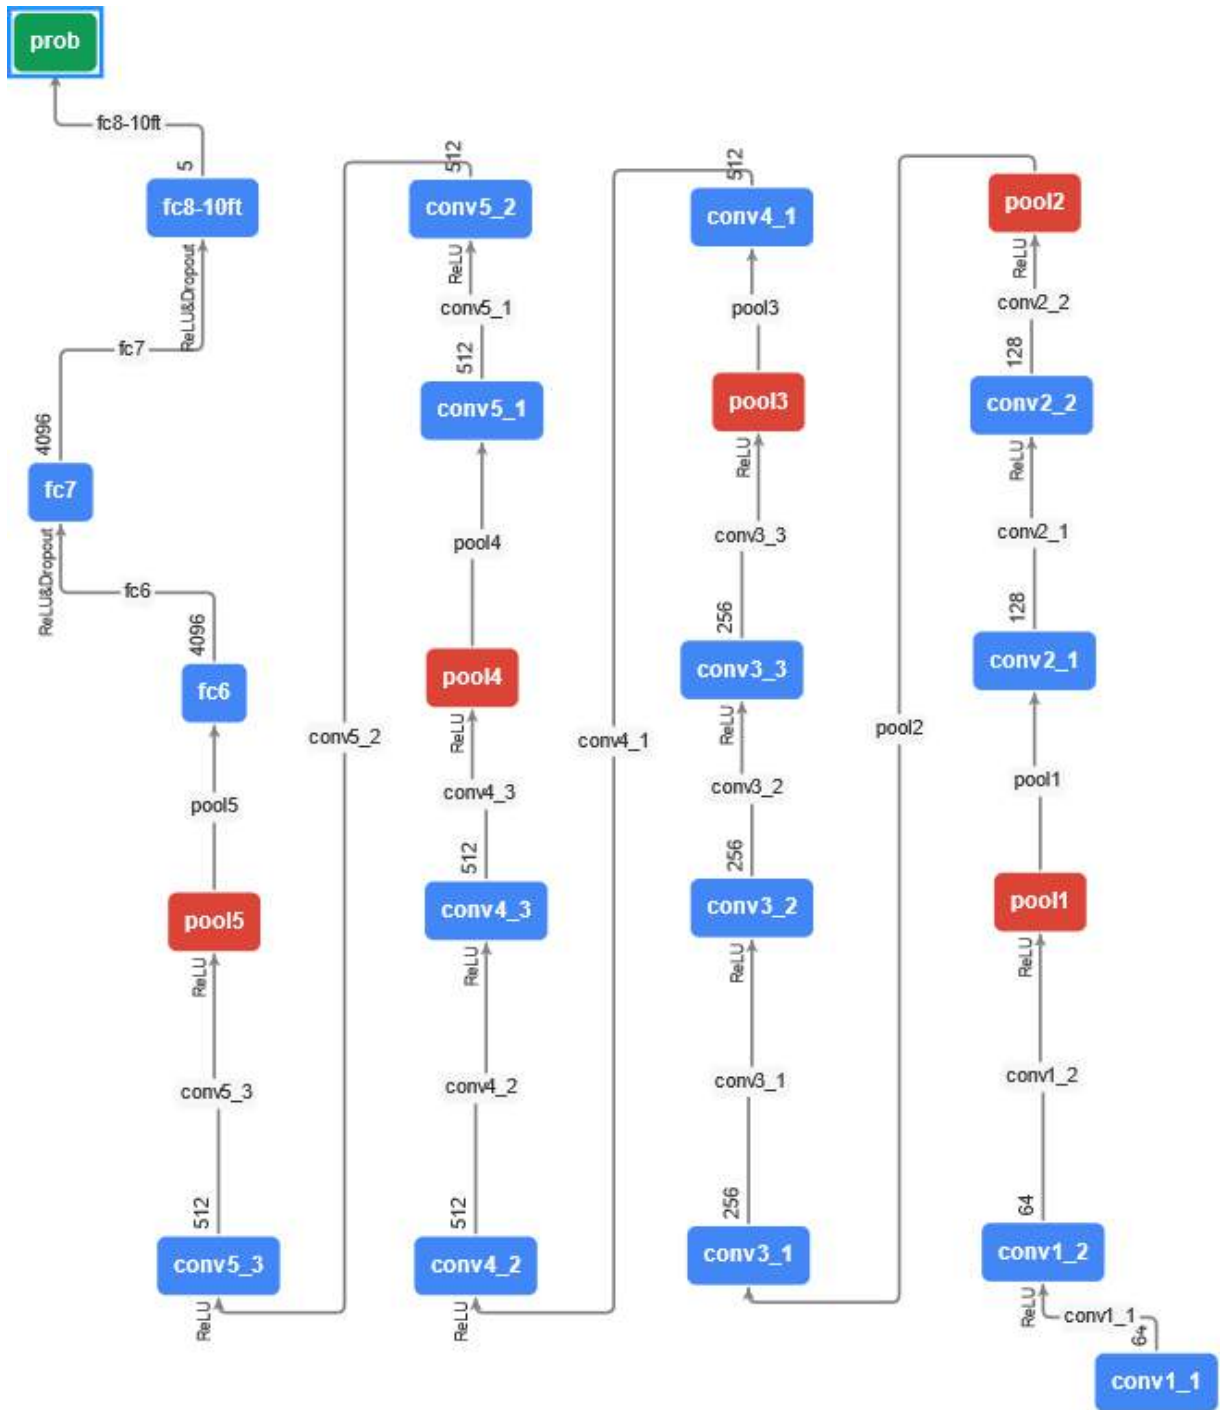 prob
fc8-10ft
5
fc8-10ft
ReLU&Dropout
fc7
4096
fc7
ReLU&Dropout
fc6
4096
fc6
pool5
pool5
ReLU
conv5_3
512
conv5_3
ReLU
conv5_2
512
conv5_2
ReLU
conv5_1
512
conv5_1
pool4
pool4
ReLU
conv4_3
512
conv4_3
ReLU
conv4_2
512
conv4_2
ReLU
conv4_1
512
conv4_1
pool3
pool3
ReLU
conv3_3
256
conv3_3
ReLU
conv3_2
256
conv3_2
ReLU
conv3_1
256
conv3_1
pool2
pool2
ReLU
conv2_2
128
conv2_2
ReLU
conv2_1
128
conv2_1
pool1
pool1
ReLU
conv1_2
64
conv1_2
ReLU
conv1_1
64
conv1_1